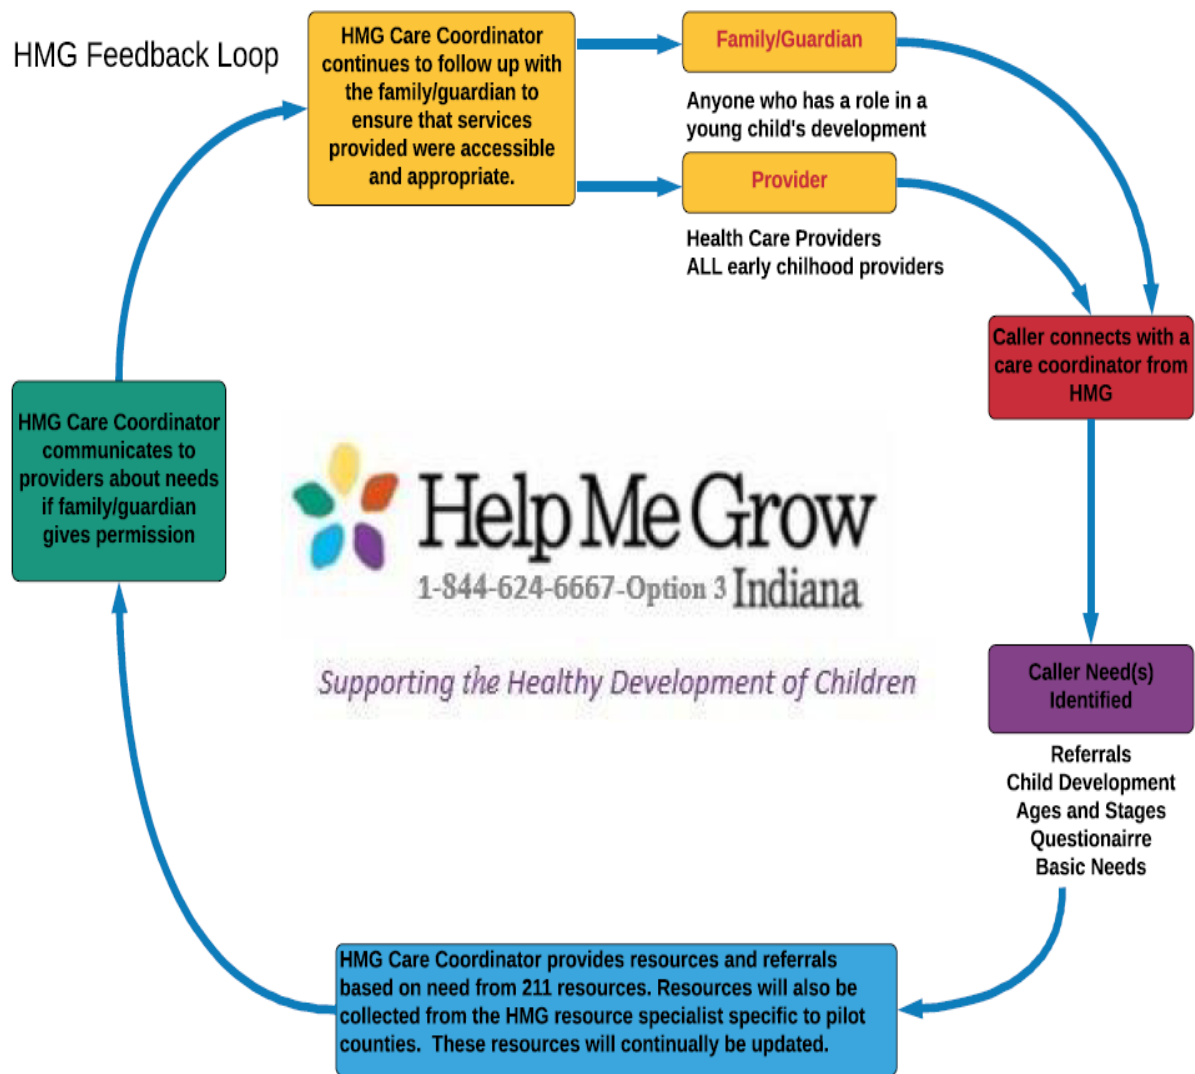 HMG Feedback Loop
HMG Care Coordinator
continues to follow up with
the family/guardian to
ensure that services
provided were accessible
and appropriate.
Family/Guardian
Anyone who has a role in a
young child's development
Provider
Health Care Providers
ALL early chilhood providers
Caller connects with a
care coordinator from
HMG
Caller Need(s)
Identified
Referrals
Child Development
Ages and Stages
Questionairre
Basic Needs
HMG Care Coordinator provides resources and referrals
based on need from 211 resources. Resources will also be
collected from the HMG resource specialist specific to pilot
counties.  These resources will continually be updated.
HMG Care Coordinator
communicates to
providers about needs
if family/guardian
gives permission
Help Me Grow
1-844-624-6667-Option 3 Indiana
Supporting the Healthy Development of Children